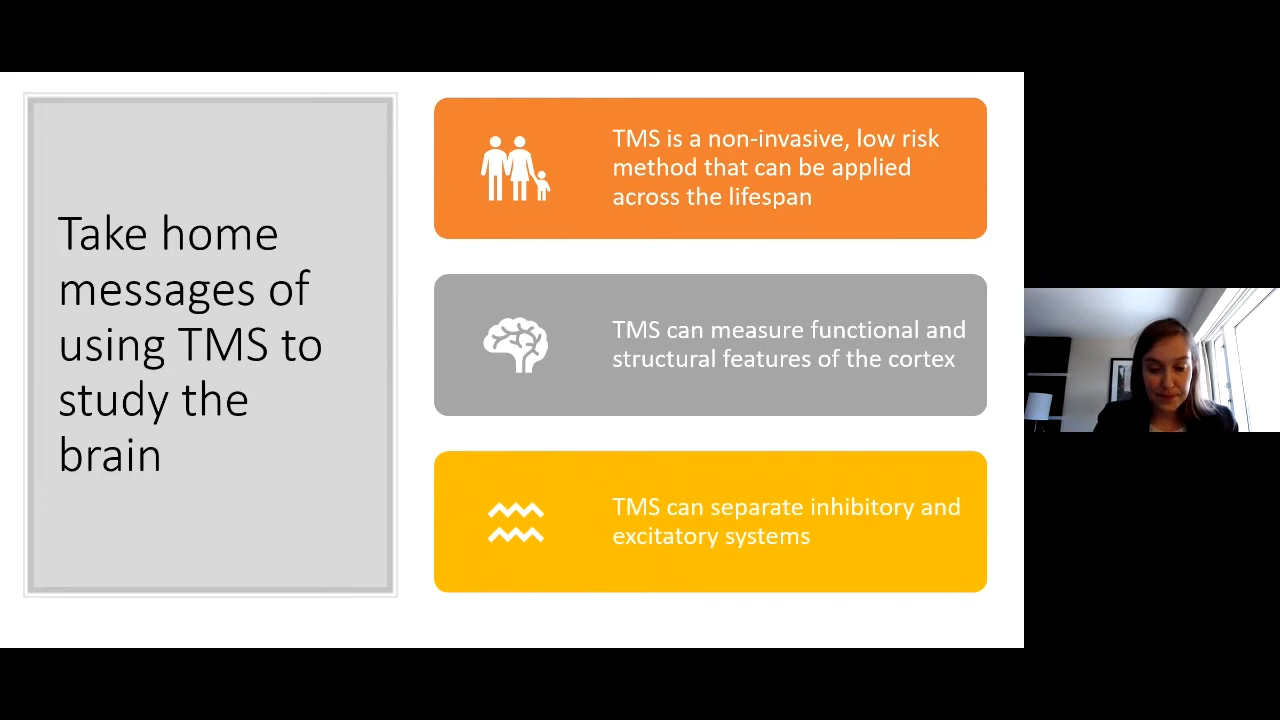 Take home
messages of
using TMS to
study the
brain
TMS is a non-invasive, low risk
method that can be applied
across the lifespan
TMS can measure functional and
structural features of the cortex
TMS can separate inhibitory and
excitatory systems